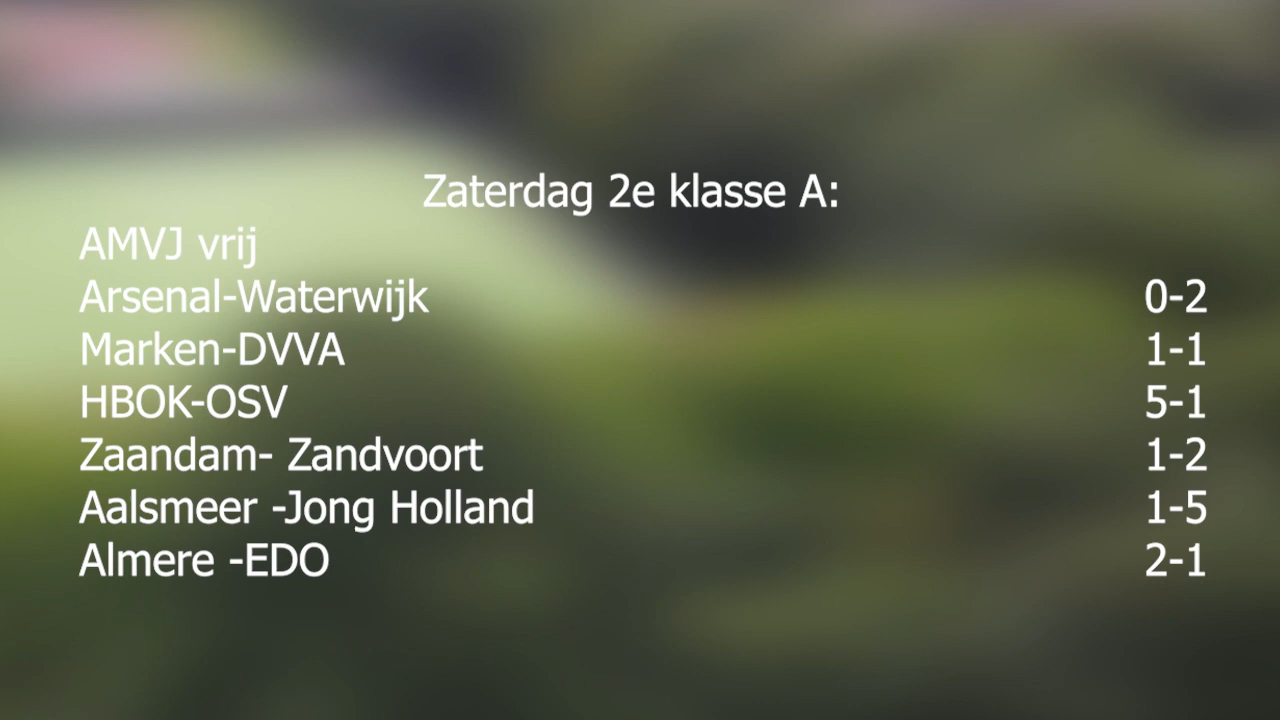 Zaterdag 2e klasse A:
AMVJ vrij
Arsenal-Waterwijk 0-2
Marken-DVVA 1-1
HBOK-OSV 5-1
Zaandam- Zandvoort 1-2
Aalsmeer -Jong Holland 1-5
Almere -EDO 2-1